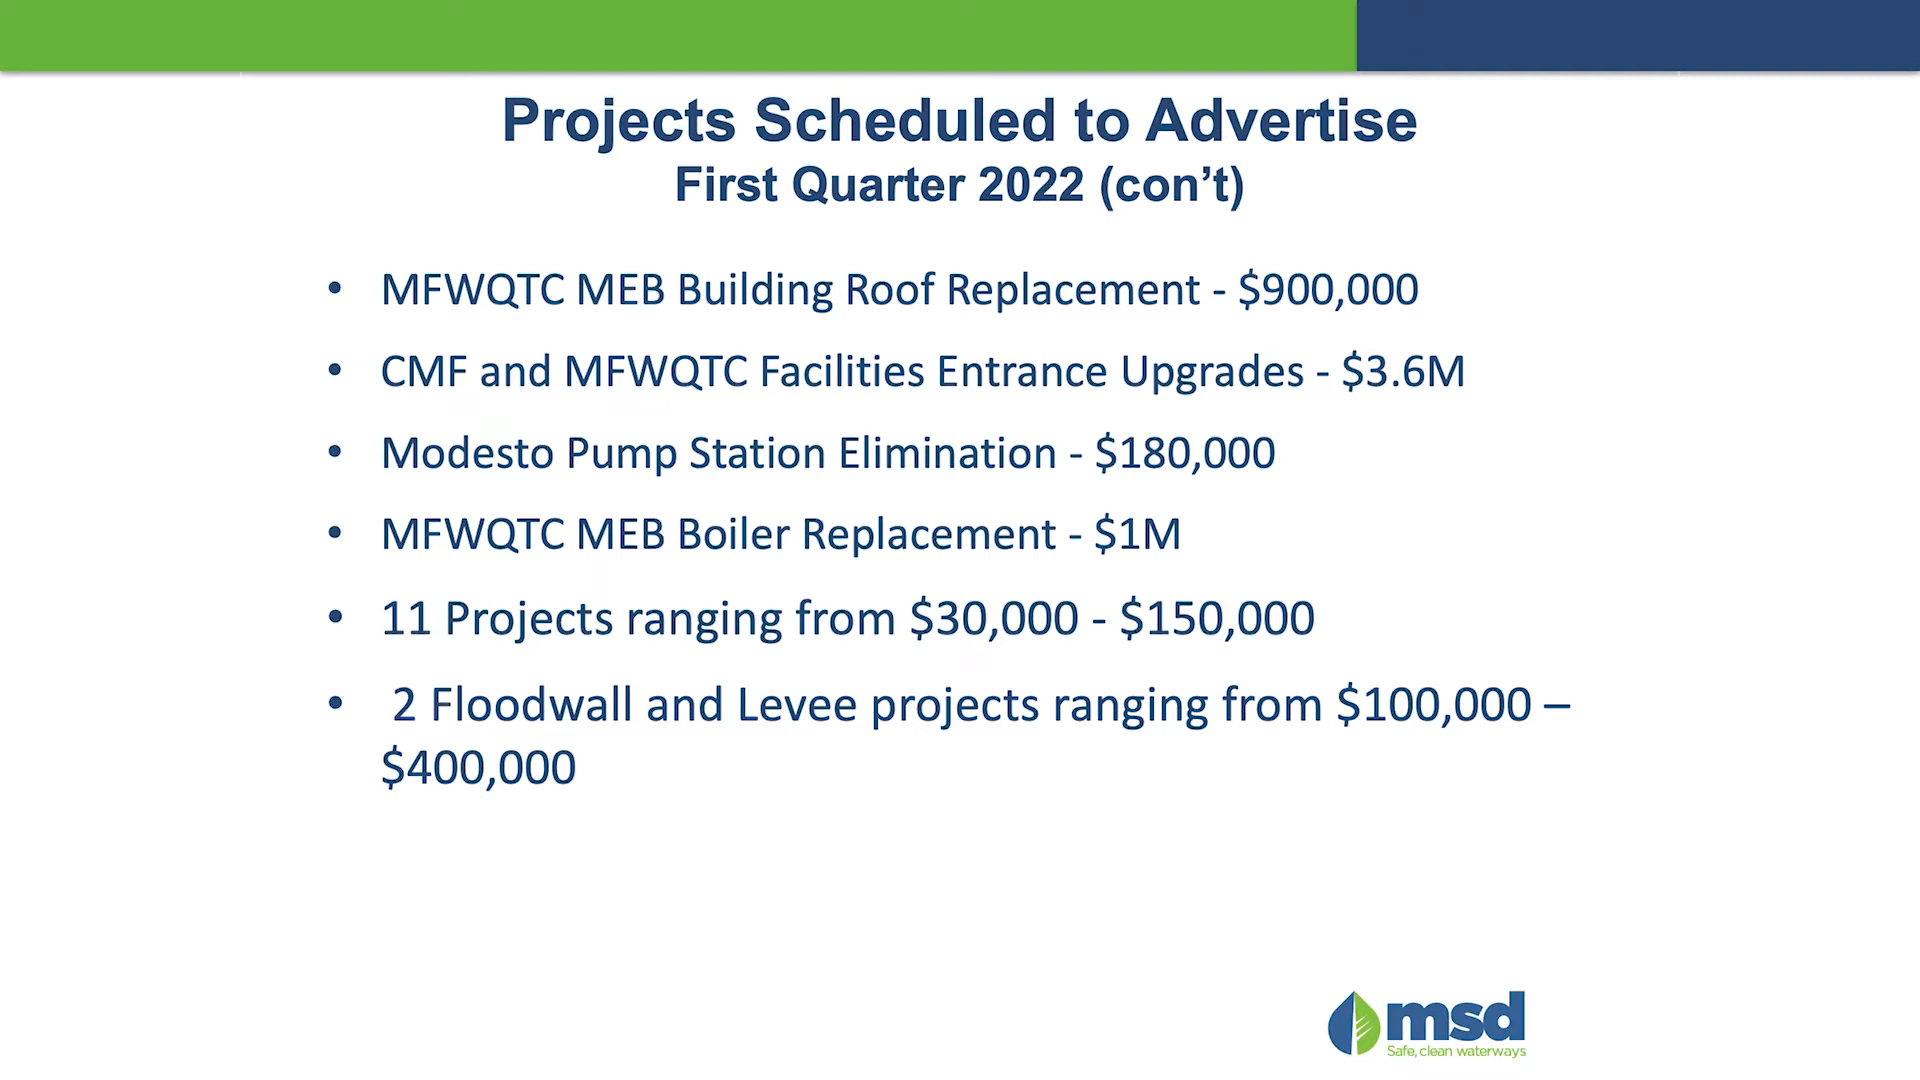 Projects Scheduled to Advertise
First Quarter 2022 (con’t)
• MFWQTC MEB Building Roof Replacement - $900,000
• CMF and MFWQTC Facilities Entrance Upgrades - $3.6M
• Modesto Pump Station Elimination - $180,000
• MFWQTC MEB Boiler Replacement - $1M
• 11 Projects ranging from $30,000 - $150,000
• 2 Floodwall and Levee projects ranging from $100,000 –
$400,000
msd
Safe, clean waterways